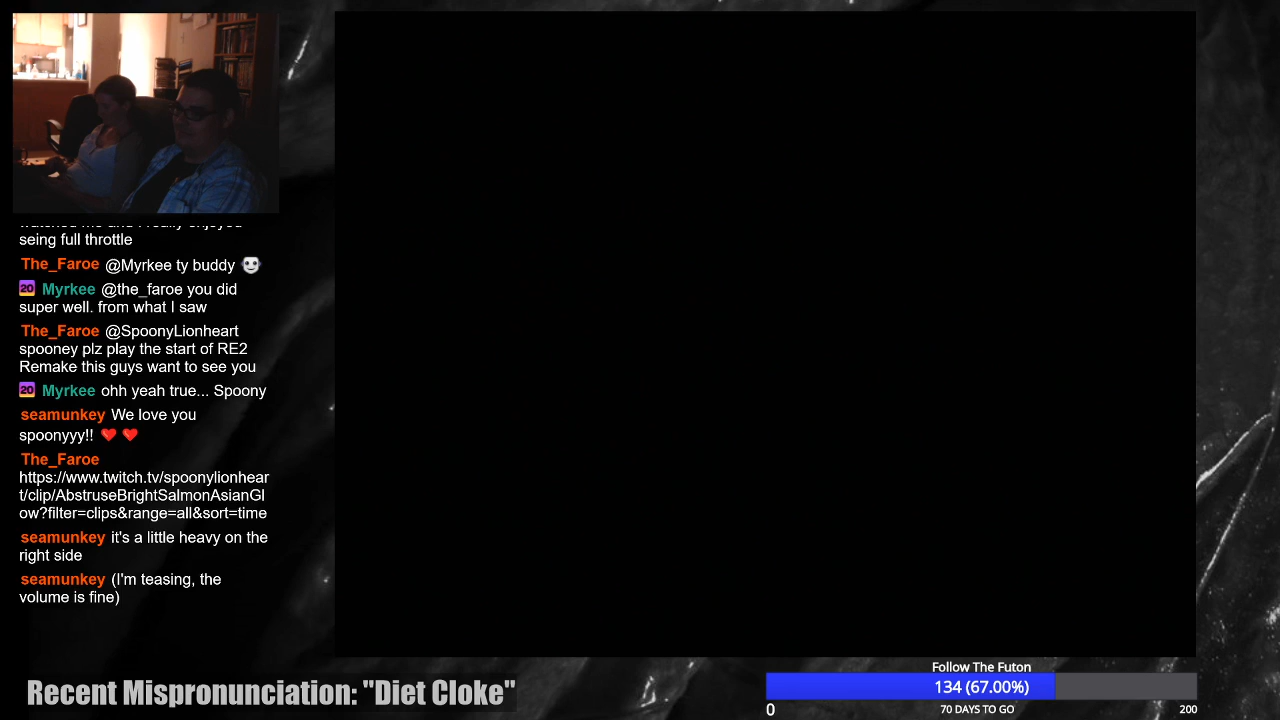 seing full throttle
The_Faroe @Myrkee ty buddy
20 Myrkee @the_faroe you did
super well. from what I saw
The_Faroe @SpoonyLionheart
spooney plz play the start of RE2
Remake this guys want to see you
20 Myrkee ohh yeah true... Spoony
seamunkey We love you
spoonyyy!!
The_Faroe
https://www.twitch.tv/spoonylionhear
t/clip/AbstruseBrightSalmonAsianGl
ow?filter=clips&range=all&sort=time
seamunkey it's a little heavy on the
right side
seamunkey (I'm teasing, the
volume is fine)
Recent Mispronunciation: "Diet Cloke"
Follow The Futon
134 (67.00%)
0 70 DAYS TO GO 200